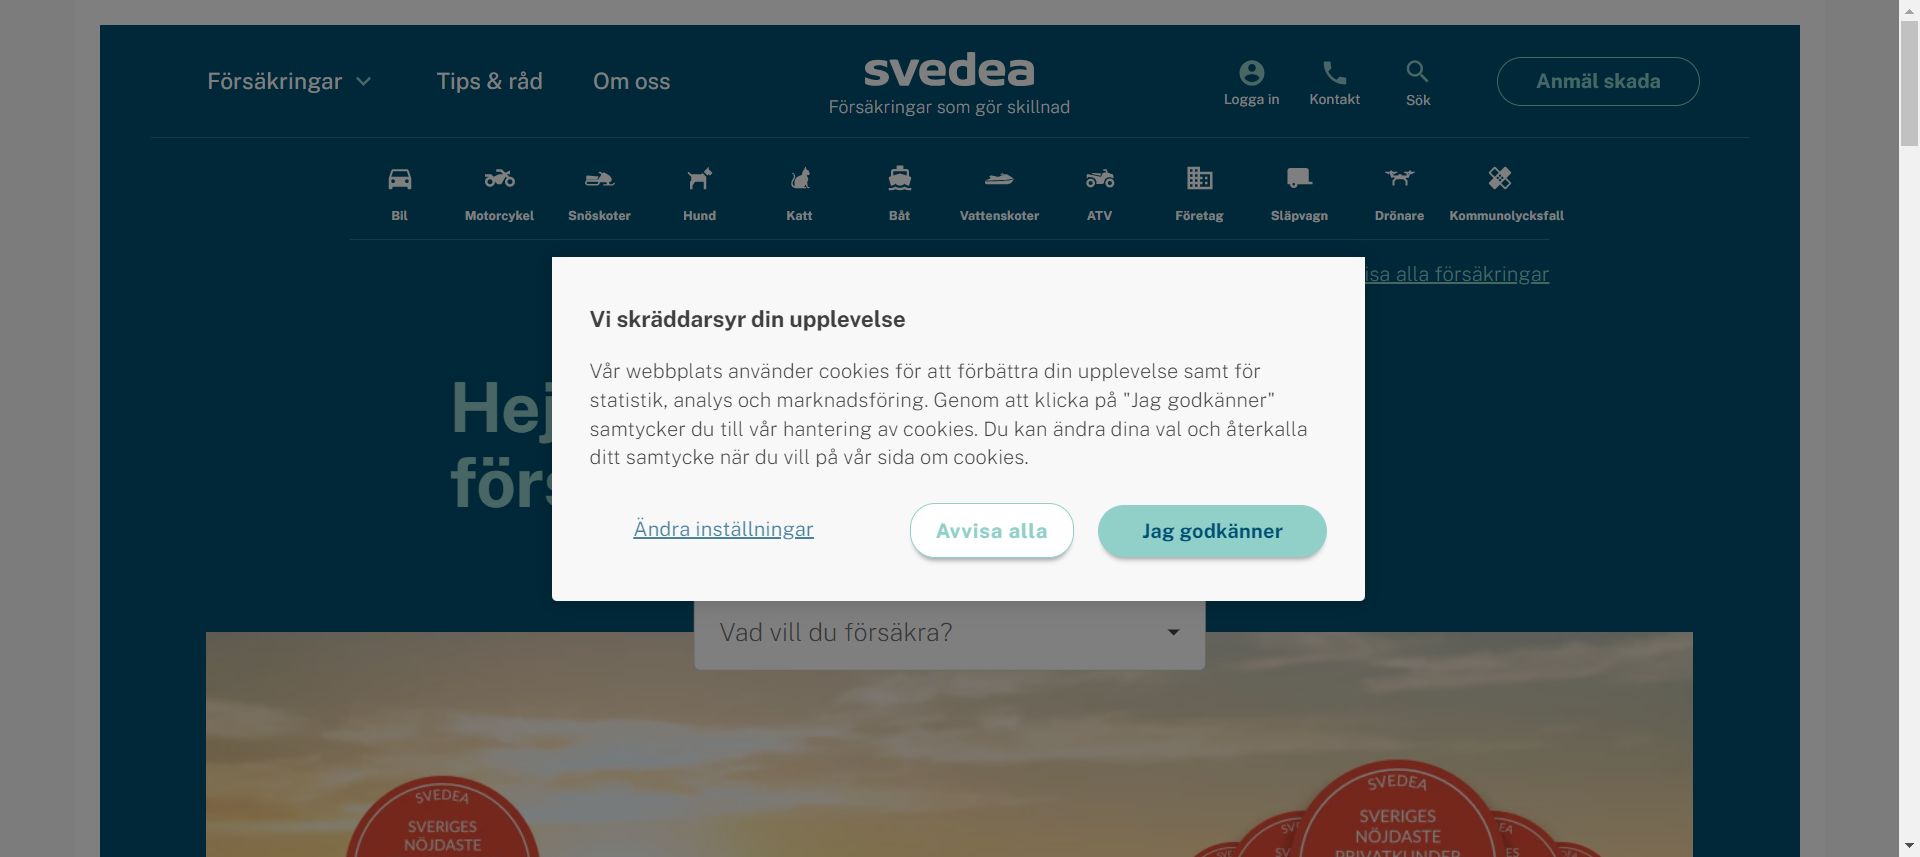 Försäkringar
Tips & råd
Om oss
svedea
Försäkringar som gör skillnad
Logga in
Kontakt
Sök
Anmäl skada
Bil
Motorcykel
Snöskoter
Hund
Katt
Båt
Vattenskoter
ATV
Företag
Släpvagn
Drönare
Kommunolycksfall
isa alla försäkringar
Hej
förs
Vi skräddarsyr din upplevelse
Vår webbplats använder cookies för att förbättra din upplevelse samt för
statistik, analys och marknadsföring. Genom att klicka på "Jag godkänner"
samtycker du till vår hantering av cookies. Du kan ändra dina val och återkalla
ditt samtycke när du vill på vår sida om cookies.
Ändra inställningar
Avvisa alla
Jag godkänner
Vad vill du försäkra?
SVEDEA
SVERIGES
NÖJDASTE
SVEDEA
SVERIGES
NÖJDASTE
PRIVATKUNDER